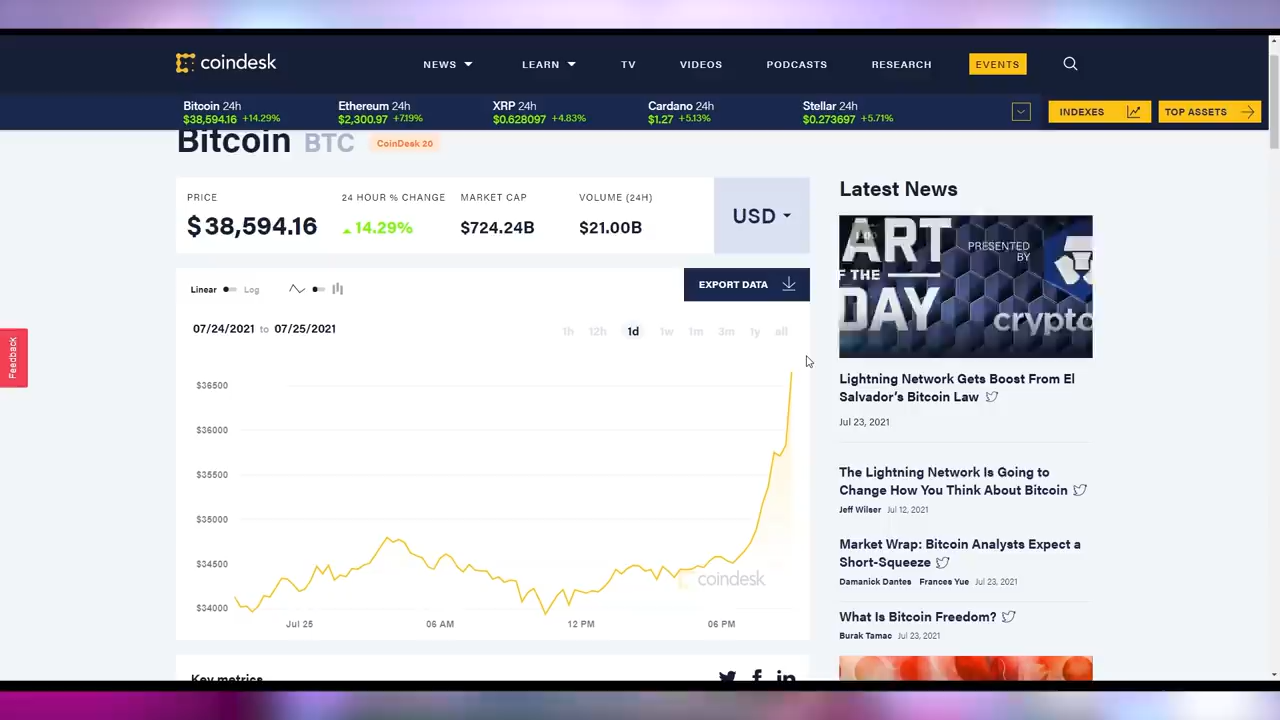 coindesk
NEWS LEARN TV VIDEOS PODCASTS RESEARCH EVENTS
Bitcoin 24h Ethereum 24h XRP 24h Cardano 24h Stellar 24h
$38,594.16 +14.29% $2,300.97 +7.19% $0.628097 +4.83% $1.27 +5.13% $0.273697 +5.71%
INDEXES TOP ASSETS
Bitcoin BTC CoinDesk 20
PRICE 24 HOUR % CHANGE MARKET CAP VOLUME (24H)
$38,594.16 14.29% $724.24B $21.00B
USD
Linear Log
EXPORT DATA
07/24/2021 to 07/25/2021
1h 12h 1d 1w 1m 3m 1y all
$36500
$36000
$35500
$35000
$34500
$34000
coindesk
Jul 25 06 AM 12 PM 06 PM
Key metrics
Feedback
Latest News
ART
PRESENTED
BY
F THE
DAY
crypto
Lightning Network Gets Boost From El
Salvador's Bitcoin Law
Jul 23, 2021
The Lightning Network Is Going to
Change How You Think About Bitcoin
Jeff Wilser Jul 12, 2021
Market Wrap: Bitcoin Analysts Expect a
Short-Squeeze
Damanick Dantes Frances Yue Jul 23, 2021
What Is Bitcoin Freedom?
Burak Tamac Jul 23, 2021